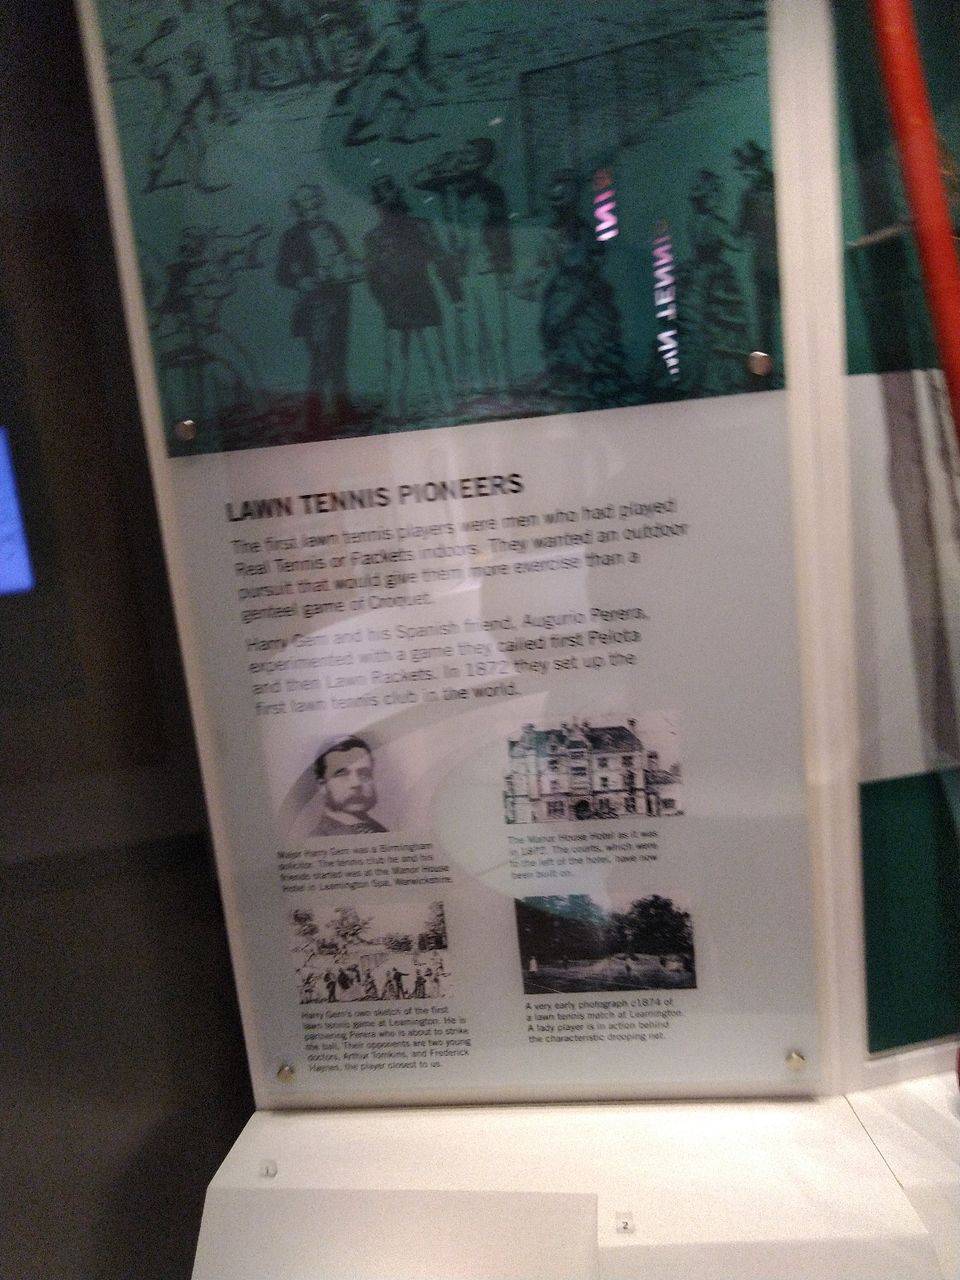 LAWN TENNIS PIONEERS
The first lawn tennis players were men who had played
Real Tennis or Rackets indoors. They wanted an outdoor
pursuit that would give them more exercise than a
genteel game of Croquet.
Harry Gem and his Spanish friend, Augurio Perera,
experimented with a game they called first Pelota
and then Lawn Rackets. In 1872 they set up the
first lawn tennis club in the world.
Major Harry Gem was a Birmingham
solicitor. The tennis club he and his
friends started was at the Manor House
Hotel in Leamington Spa, Warwickshire.
The Manor House Hotel as it was
in 1872. The courts, which were
to the left of the hotel, have now
been built on.
Harry Gem's own sketch of the first
lawn tennis game at Leamington. He is
partnering Perera who is about to strike
the ball. Their opponents are two young
doctors, Arthur Tomkins, and Frederick
Haynes, the player closest to us.
A very early photograph c1874 of
a lawn tennis match at Leamington.
A lady player is in action behind
the characteristic drooping net.
1
2